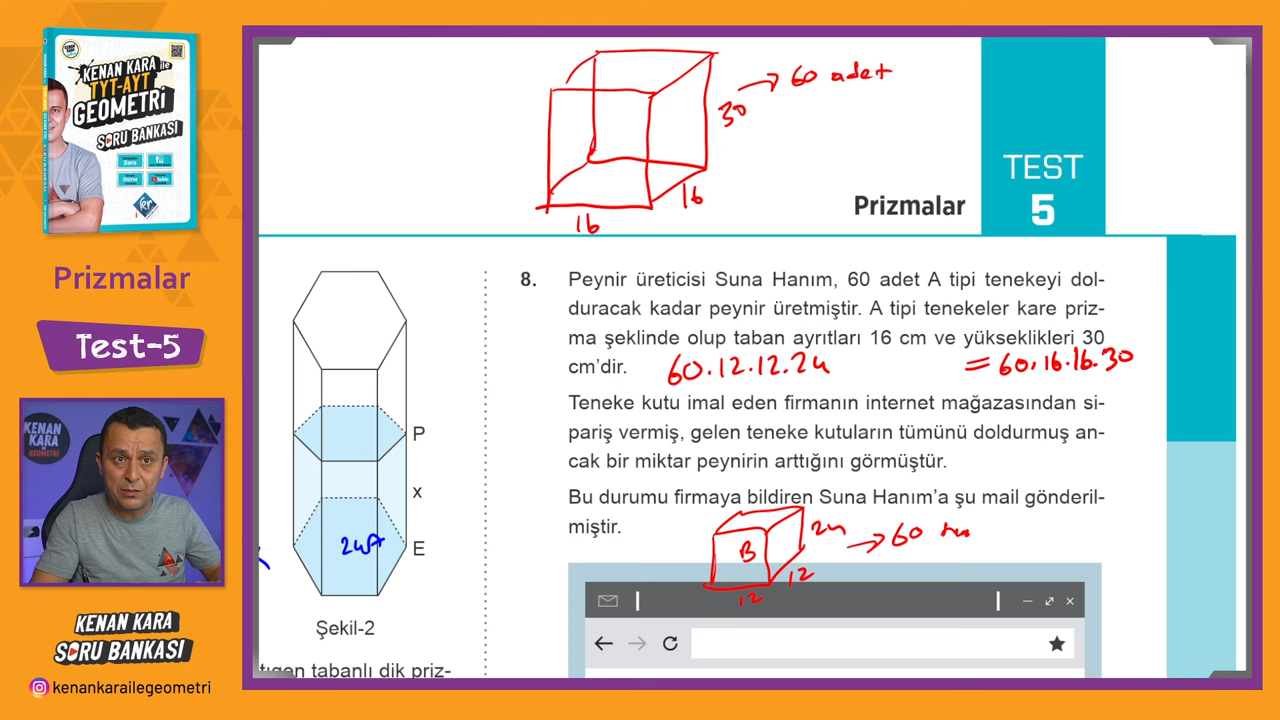 KENAN KARA ile
TYT-AYT
GEOMETRİ
SORU BANKASI
Prizmalar
Test-5
KENAN KARA
SORU BANKASI
kenankarailegeometri
30 → 60 adet
16
16
TEST
5
Prizmalar
P
x
24π
E
Şekil-2
tıgen tabanlı dik priz-
8. Peynir üreticisi Suna Hanım, 60 adet A tipi tenekeyi dol-
duracak kadar peynir üretmiştir. A tipi tenekeler kare priz-
ma şeklinde olup taban ayrıtları 16 cm ve yükseklikleri 30
cm'dir. 60.12.12.24 = 60.16.16.30
Teneke kutu imal eden firmanın internet mağazasından si-
pariş vermiş, gelen teneke kutuların tümünü doldurmuş an-
cak bir miktar peynirin arttığını görmüştür.
Bu durumu firmaya bildiren Suna Hanım'a şu mail gönderil-
miştir.
B
24 → 60
12
12